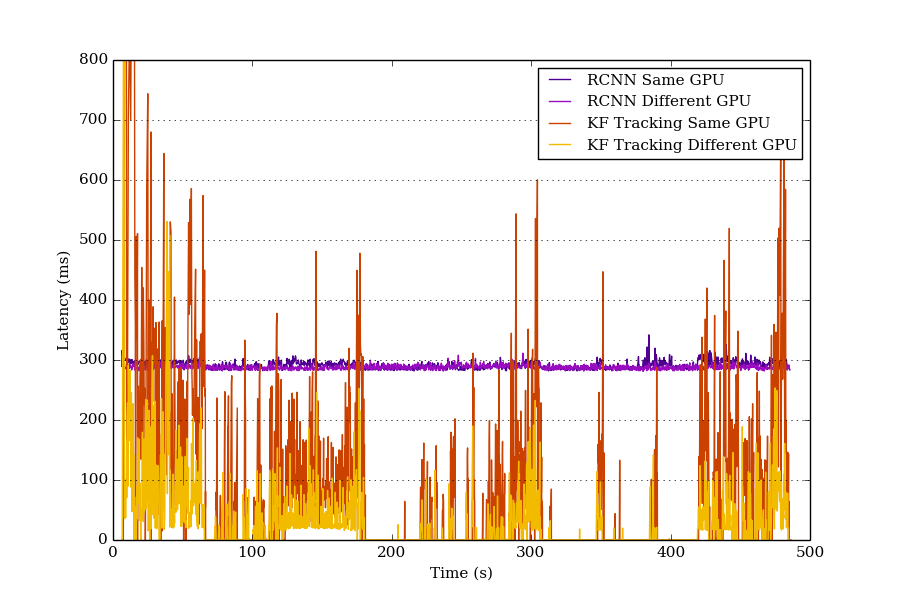 800
700
600
500
400
300
200
100
0
Latency (ms)
0 100 200 300 400 500
Time (s)
RCNN Same GPU
RCNN Different GPU
KF Tracking Same GPU
KF Tracking Different GPU